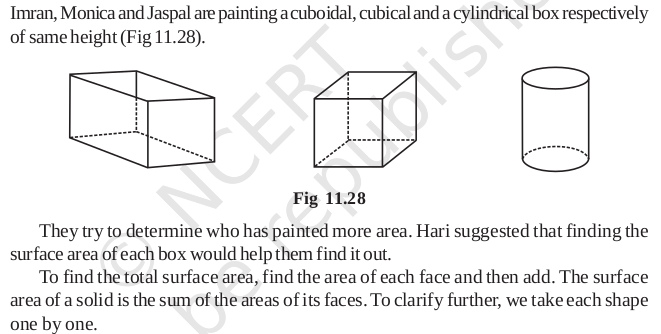 Imran, Monica and Jaspal are painting a cuboidal, cubical and a cylindrical box respectively
of same height (Fig 11.28).
Fig 11.28
They try to determine who has painted more area. Hari suggested that finding the
surface area of each box would help them find it out.
To find the total surface area, find the area of each face and then add. The surface
area of a solid is the sum of the areas of its faces. To clarify further, we take each shape
one by one.
© NCERT
be republished